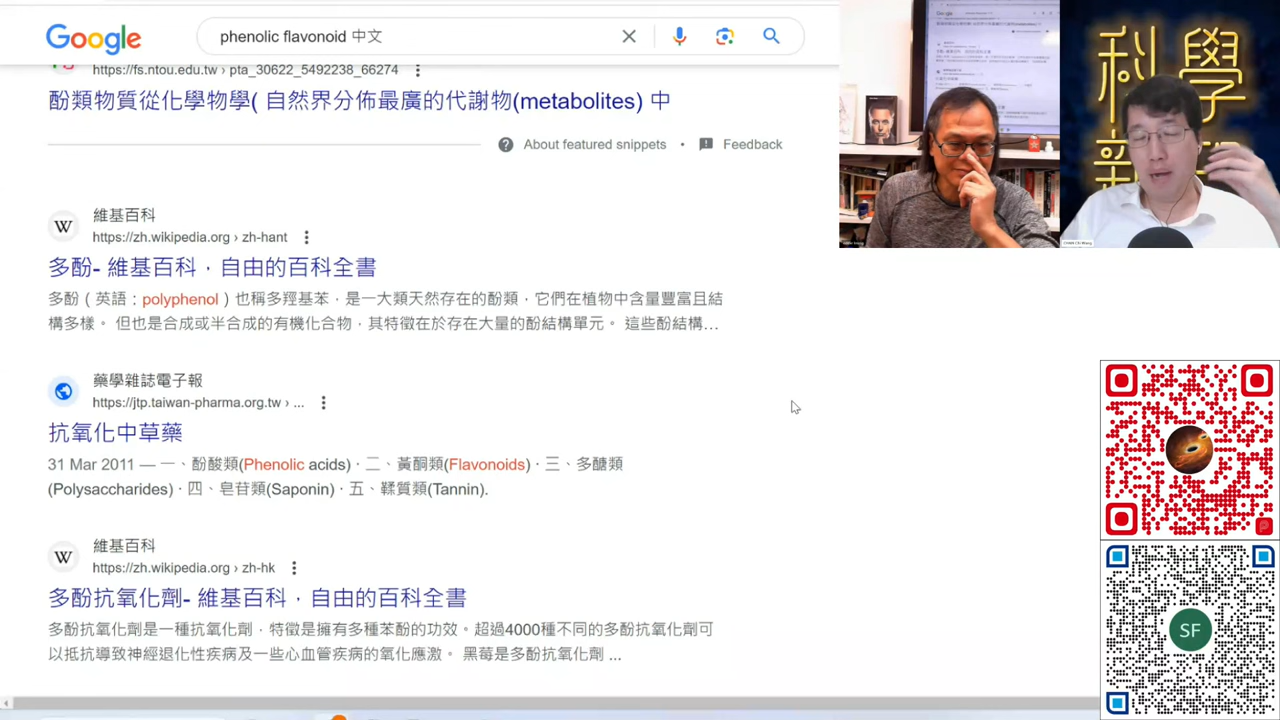 Google
phenolic flavonoid 中文
酚類物質從化學物學( 自然界分佈最廣的代谢物(metabolites) 中
About featured snippets • Feedback
維基百科
https://zh.wikipedia.org › zh-hant
多酚- 維基百科，自由的百科全書
多酚（英語：polyphenol）也稱多羥基苯，是一大類天然存在的酚類，它們在植物中含量豐富且結
構多樣。 但也是合成或半合成的有機化合物，其特徵在於存在大量的酚結構單元。 這些酚結構...
藥學雜誌電子報
https://jtp.taiwan-pharma.org.tw › ...
抗氧化中草藥
31 Mar 2011 — 一、酚酸類(Phenolic acids)‧二、黃酮類(Flavonoids)‧三、多醣類
(Polysaccharides)‧四、皂苷類(Saponin)‧五、鞣質類(Tannin).
維基百科
https://zh.wikipedia.org › zh-hk
多酚抗氧化劑- 維基百科，自由的百科全書
多酚抗氧化劑是一種抗氧化劑，特徵是擁有多種苯酚 超過4000種不同的多酚抗氧化劑可
以抵抗導致神經退化性疾病及一些心血管疾病的氧化 黑 多酚抗氧化劑 ...
科學
新
SF